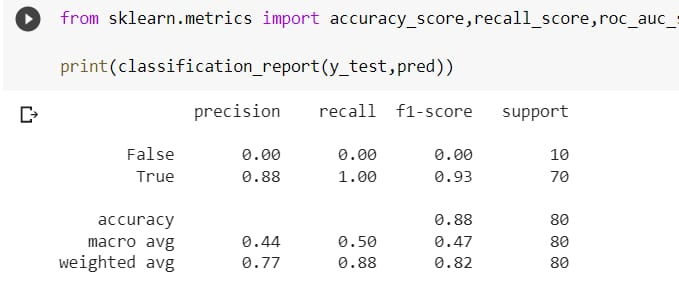 from sklearn.metrics import accuracy_score,recall_score,roc_auc_
print(classification_report(y_test,pred))
precision recall f1-score support
False 0.00 0.00 0.00 10
True 0.88 1.00 0.93 70
accuracy 0.88 80
macro avg 0.44 0.50 0.47 80
weighted avg 0.77 0.88 0.82 80